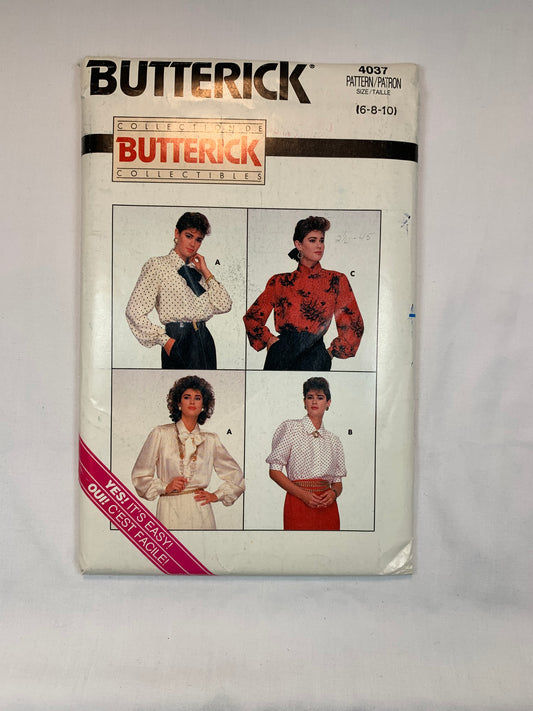 BUTTERICK®
4037
PATTERN/PATRON
SIZE/TAILLE
(6-8-10)
COLLECTION DE
BUTTERICK
COLLECTIBLES
A
C
A
B
YES! IT'S EASY!
OUI! C'EST FACILE!